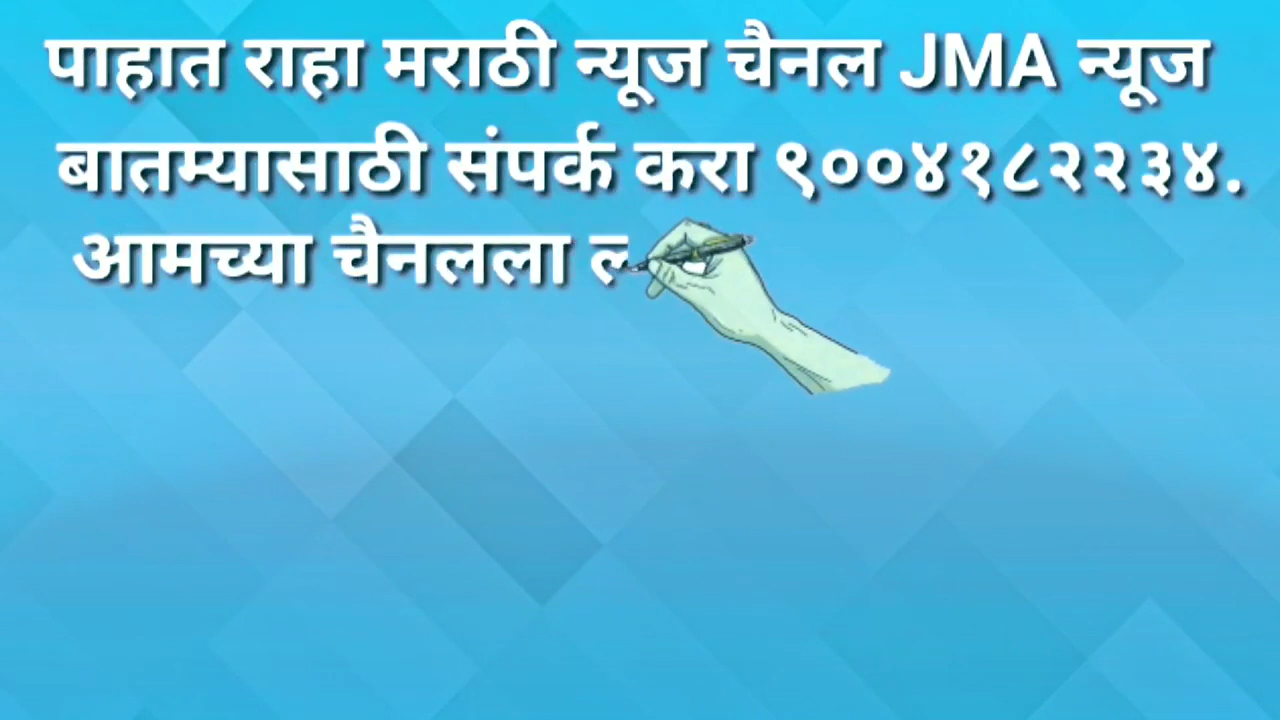 पाहात राहा मराठी न्यूज चैनल JMA न्यूज
बातम्यासाठी संपर्क करा ९००४१८२२३४.
आमच्या चैनलला